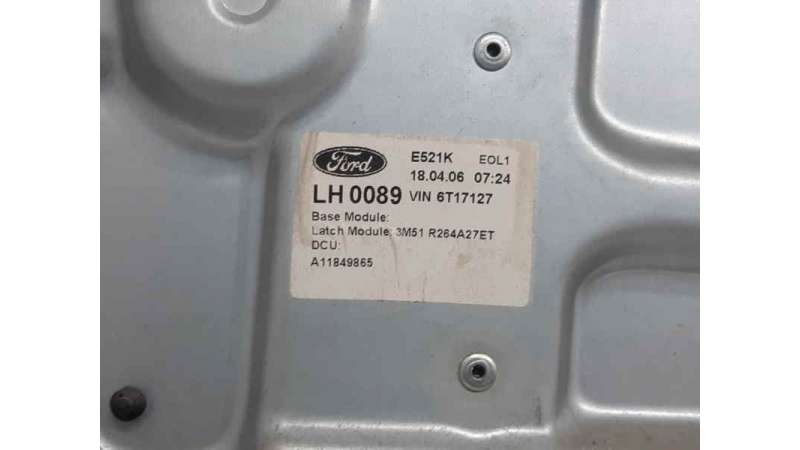 Ford E521K EOL1
18.04.06 07:24
LH 0089 VIN 6T17127
Base Module:
Latch Module: 3M51 R264A27ET
DCU:
A11849865